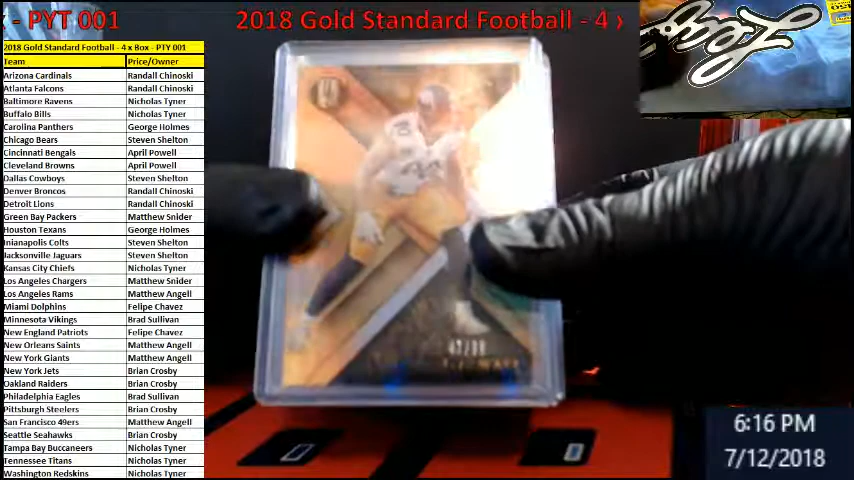 - PYT 001
2018 Gold Standard Football - 4 x
2018 Gold Standard Football - 4 x Box - PTY 001
Team Price/Owner
Arizona Cardinals Randall Chinoski
Atlanta Falcons Randall Chinoski
Baltimore Ravens Nicholas Tyner
Buffalo Bills Nicholas Tyner
Carolina Panthers George Holmes
Chicago Bears Steven Shelton
Cincinnati Bengals April Powell
Cleveland Browns April Powell
Dallas Cowboys Steven Shelton
Denver Broncos Randall Chinoski
Detroit Lions Randall Chinoski
Green Bay Packers Matthew Snider
Houston Texans George Holmes
Inianapolis Colts Steven Shelton
Jacksonville Jaguars Steven Shelton
Kansas City Chiefs Nicholas Tyner
Los Angeles Chargers Matthew Snider
Los Angeles Rams Matthew Angell
Miami Dolphins Felipe Chavez
Minnesota Vikings Brad Sullivan
New England Patriots Felipe Chavez
New Orleans Saints Matthew Angell
New York Giants Matthew Angell
New York Jets Brian Crosby
Oakland Raiders Brian Crosby
Philadelphia Eagles Brad Sullivan
Pittsburgh Steelers Brian Crosby
San Francisco 49ers Matthew Angell
Seattle Seahawks Brian Crosby
Tampa Bay Buccaneers Nicholas Tyner
Tennessee Titans Nicholas Tyner
Washington Redskins Nicholas Tyner
6:16 PM
7/12/2018